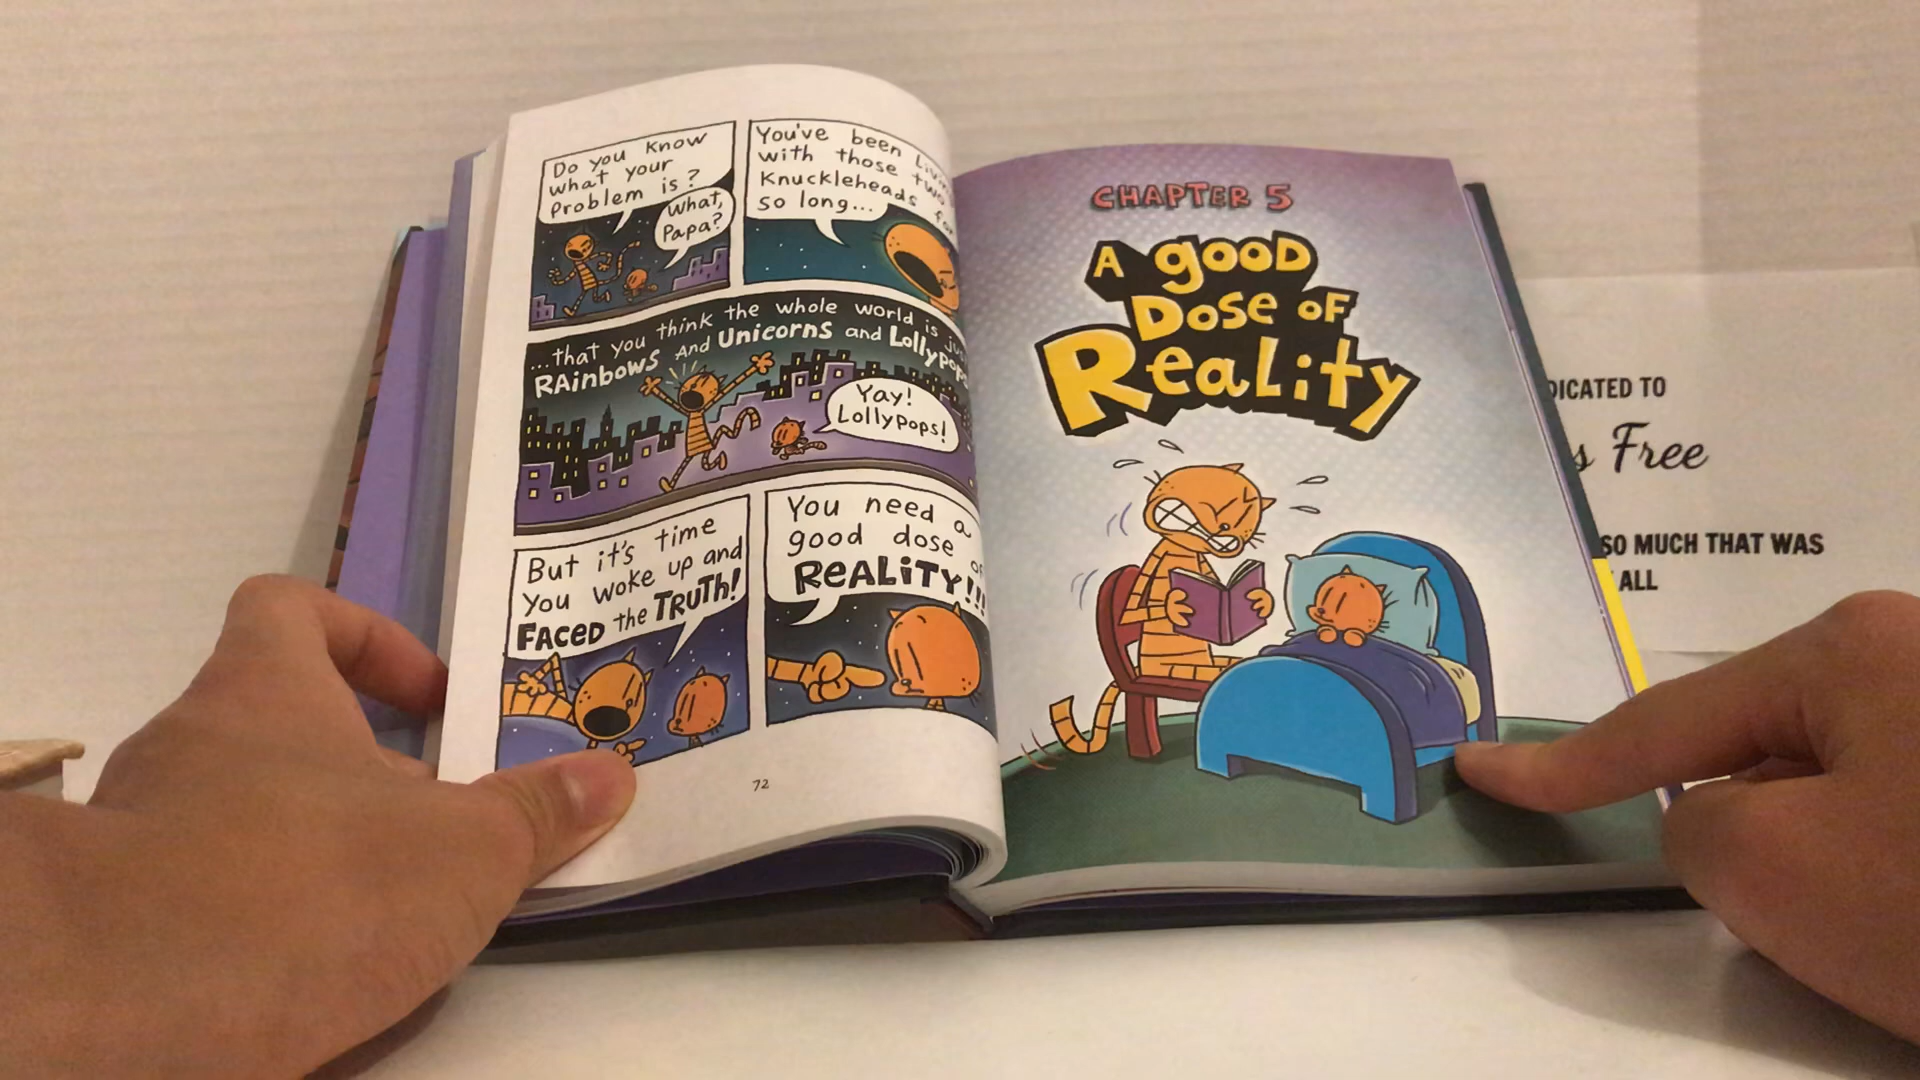 Do you know
what your
problem is?
What,
Papa?
You've been
with those
Knuckleheads
so long...
...that you think the whole world is
RAinbows And Unicorns and Lollypops
Yay!
Lollypops!
But it's time
you woke up and
FACED the TRUTh!
You need a
good dose
REALITY!!!
72
CHAPTER 5
A good
Dose of
Reality
Free
SO MUCH THAT WAS
ALL